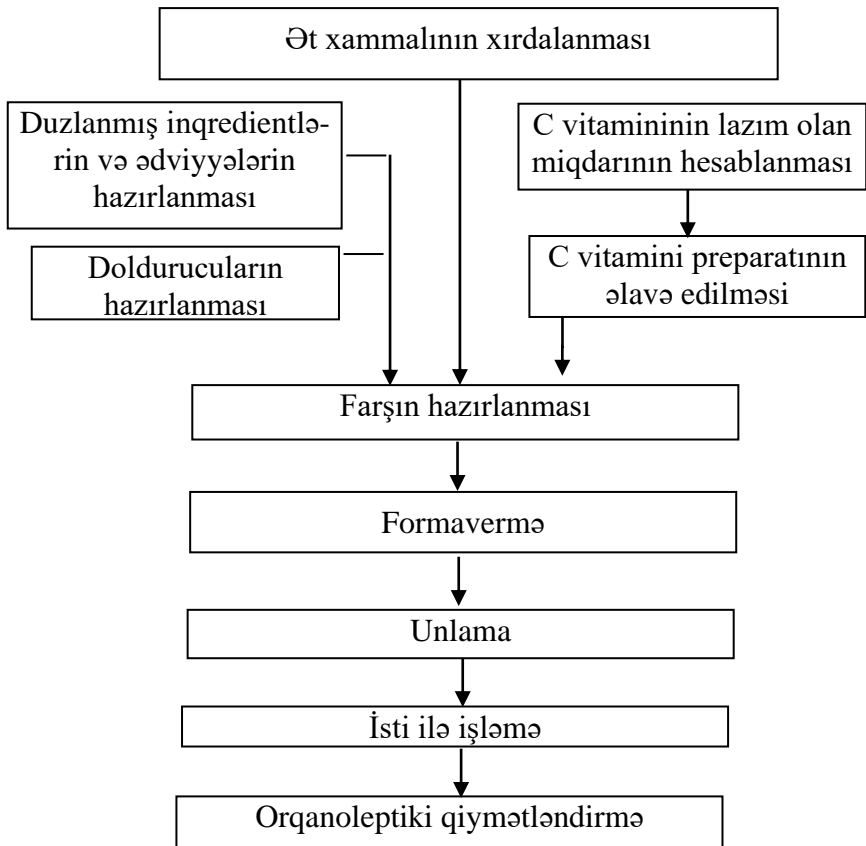 Ət xammalının xırdalanması
Duzlanmış inqredientlə-
rin və ədviyyələrin
hazırlanması
C vitamininin lazım olan
miqdarının hesablanması
Doldurucuların
hazırlanması
C vitamini preparatının
əlavə edilməsi
Farşın hazırlanması
Formavermə
Unlama
İsti ilə işləmə
Orqanoleptiki qiymətləndirmə